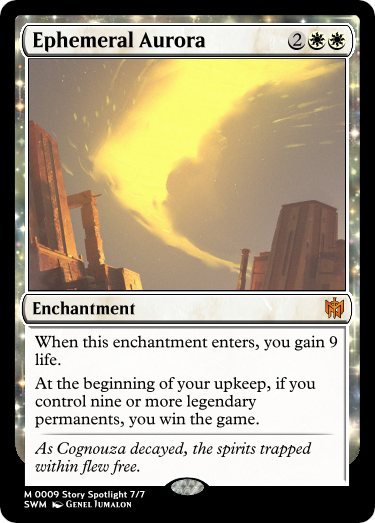 Ephemeral Aurora 2
Enchantment
When this enchantment enters, you gain 9
life.
At the beginning of your upkeep, if you
control nine or more legendary
permanents, you win the game.
As Cognouza decayed, the spirits trapped
within flew free.
M 0009 Story Spotlight 7/7
SWM Genel Jumalon